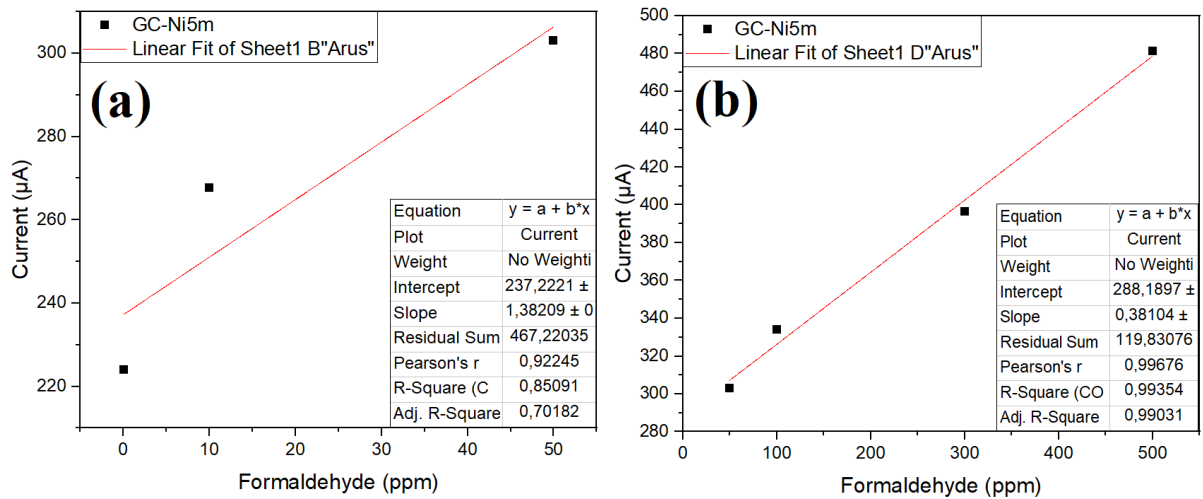 GC-Ni5m
Linear Fit of Sheet1 B"Arus"
(a)
300
280
260
240
220
Current (µA)
0 10 20 30 40 50
Formaldehyde (ppm)
Equation y = a + b*x
Plot Current
Weight No Weighti
Intercept 237,2221 ±
Slope 1,38209 ± 0
Residual Sum 467,22035
Pearson's r 0,92245
R-Square (C 0,85091
Adj. R-Square 0,70182
GC-Ni5m
Linear Fit of Sheet1 D"Arus"
(b)
500
480
460
440
420
400
380
360
340
320
300
280
Current (µA)
0 100 200 300 400 500
Formaldehyde (ppm)
Equation y = a + b*x
Plot Current
Weight No Weighti
Intercept 288,1897 ±
Slope 0,38104 ±
Residual Sum 119,83076
Pearson's r 0,99676
R-Square (CO 0,99354
Adj. R-Square 0,99031